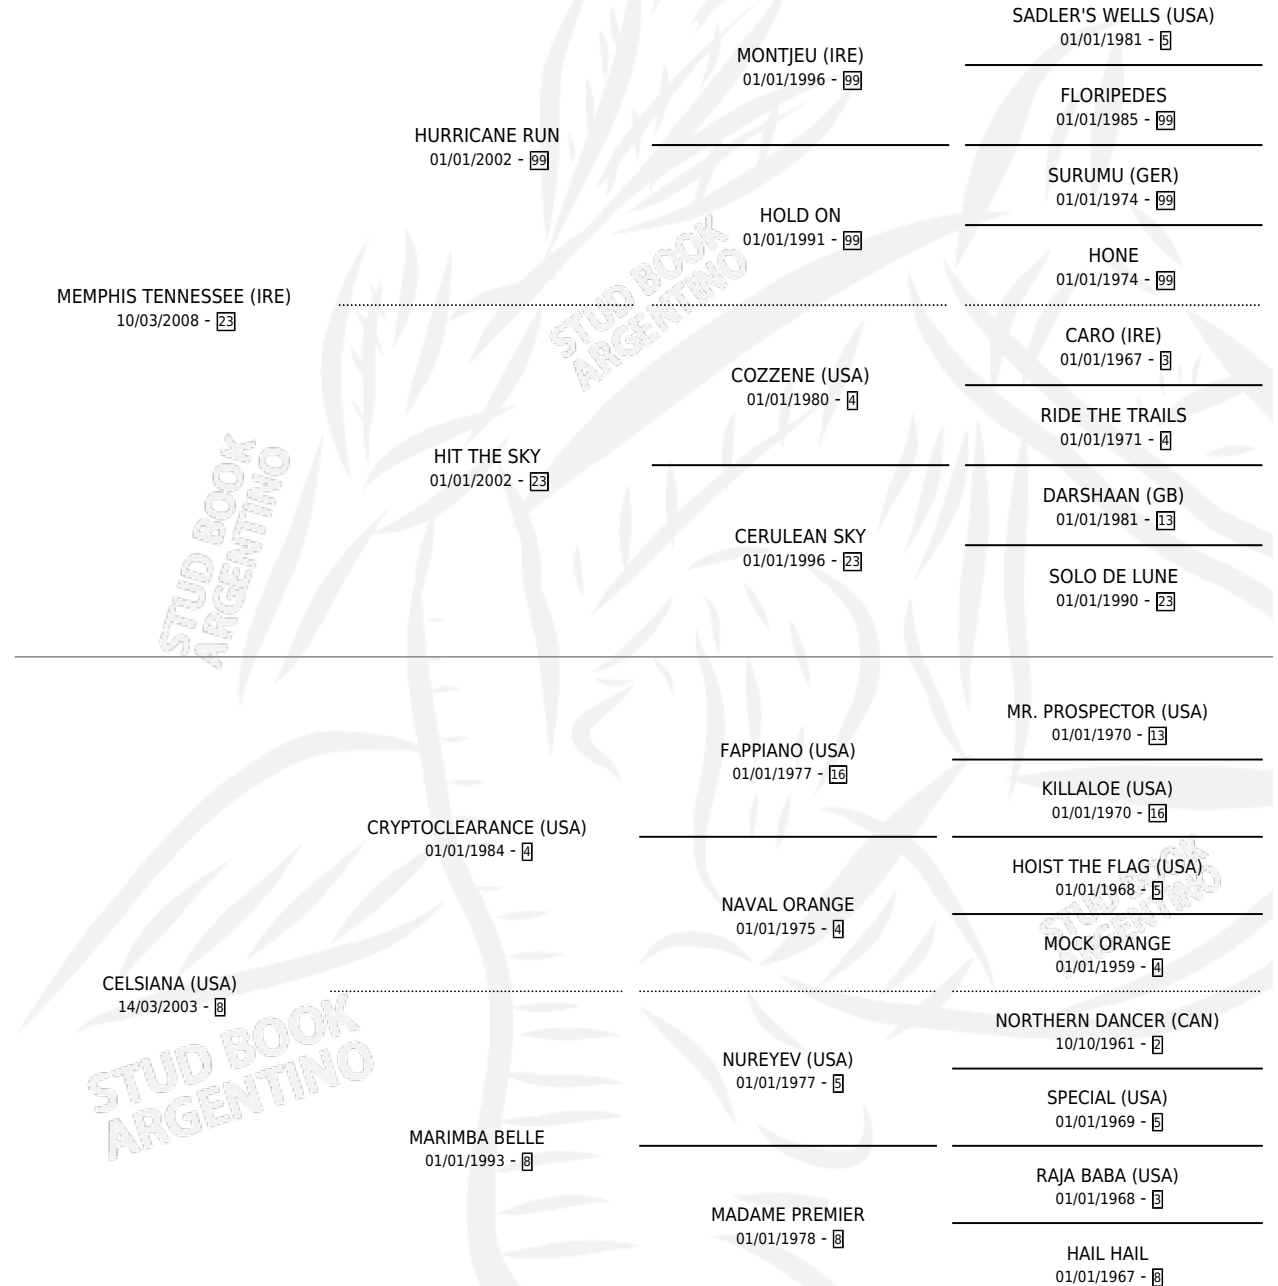 SADLER'S WELLS (USA)
01/01/1981 - 5
MONTJEU (IRE)
01/01/1996 - 99
FLORIPEDES
01/01/1985 - 99
HURRICANE RUN
01/01/2002 - 99
SURUMU (GER)
01/01/1974 - 99
HOLD ON
01/01/1991 - 99
HONE
01/01/1974 - 99
MEMPHIS TENNESSEE (IRE)
10/03/2008 - 23
CARO (IRE)
01/01/1967 - 3
COZZENE (USA)
01/01/1980 - 4
RIDE THE TRAILS
01/01/1971 - 4
HIT THE SKY
01/01/2002 - 23
DARSHAAN (GB)
01/01/1981 - 13
CERULEAN SKY
01/01/1996 - 23
SOLO DE LUNE
01/01/1990 - 23
STUD BOOK
ARGENTINO
STUD BOOK
ARGENTINO
MR. PROSPECTOR (USA)
01/01/1970 - 13
FAPPIANO (USA)
01/01/1977 - 16
KILLALOE (USA)
01/01/1970 - 16
CRYPTOCLEARANCE (USA)
01/01/1984 - 4
HOIST THE FLAG (USA)
01/01/1968 - 5
NAVAL ORANGE
01/01/1975 - 4
MOCK ORANGE
01/01/1959 - 4
STUD BOOK
ARGENTINO
CELSIANA (USA)
14/03/2003 - 8
NORTHERN DANCER (CAN)
10/10/1961 - 2
NUREYEV (USA)
01/01/1977 - 5
SPECIAL (USA)
01/01/1969 - 5
STUD BOOK
ARGENTINO
MARIMBA BELLE
01/01/1993 - 8
RAJA BABA (USA)
01/01/1968 - 3
MADAME PREMIER
01/01/1978 - 8
HAIL HAIL
01/01/1967 - 8